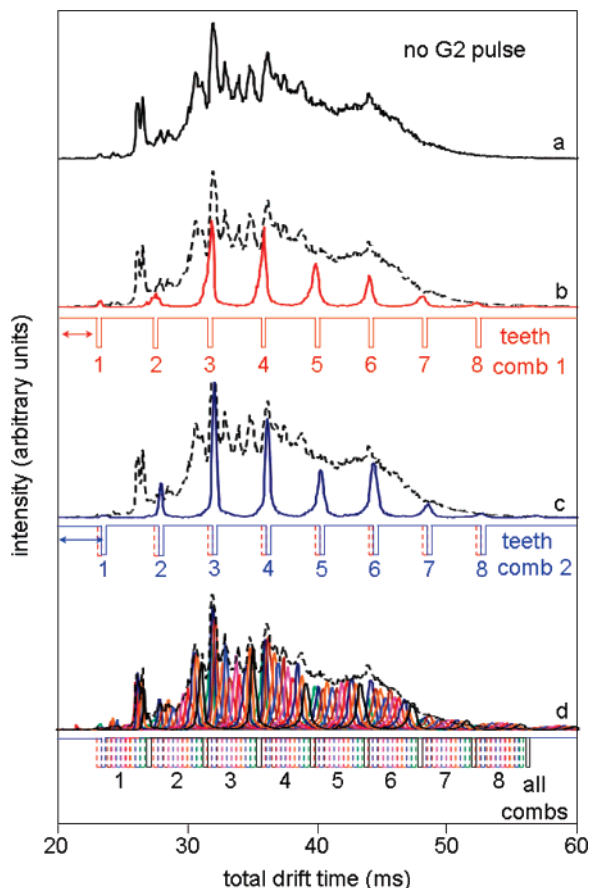 no G2 pulse
a
b
teeth
1 2 3 4 5 6 7 8 comb 1
c
teeth
1 2 3 4 5 6 7 8 comb 2
d
1 2 3 4 5 6 7 8 all
combs
20 30 40 50 60
total drift time (ms)
intensity (arbitrary units)